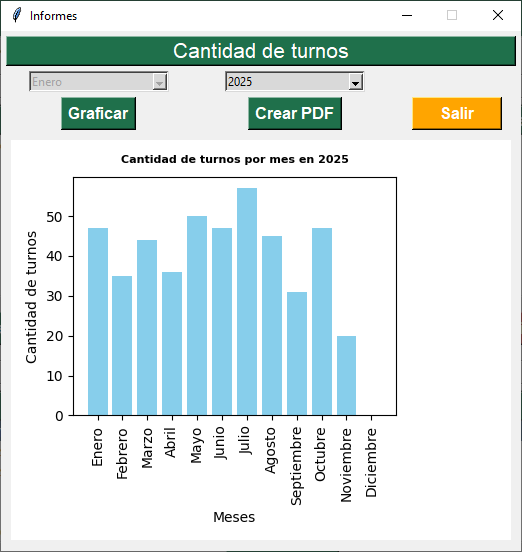 Informes
Cantidad de turnos
Enero 2025
Graficar Crear PDF Salir
Cantidad de turnos por mes en 2025
Cantidad de turnos
50
40
30
20
10
0
Enero Febrero Marzo Abril Mayo Junio Julio Agosto Septiembre Octubre Noviembre Diciembre
Meses